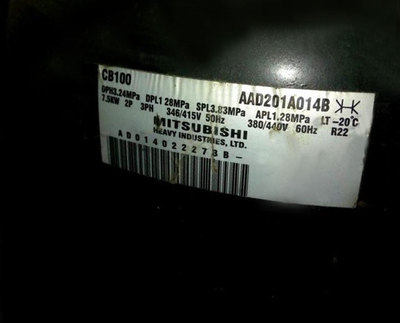 CB100 AAD201A014B
DPH3.24MPa DPL1.28MPa SPL3.83MPa APL1.28MPa LT -20℃
7.5KW 2P 3PH 346/415V 50Hz 380/440V 60Hz R22
MITSUBISHI
HEAVY INDUSTRIES, LTD.
AD014022273B-